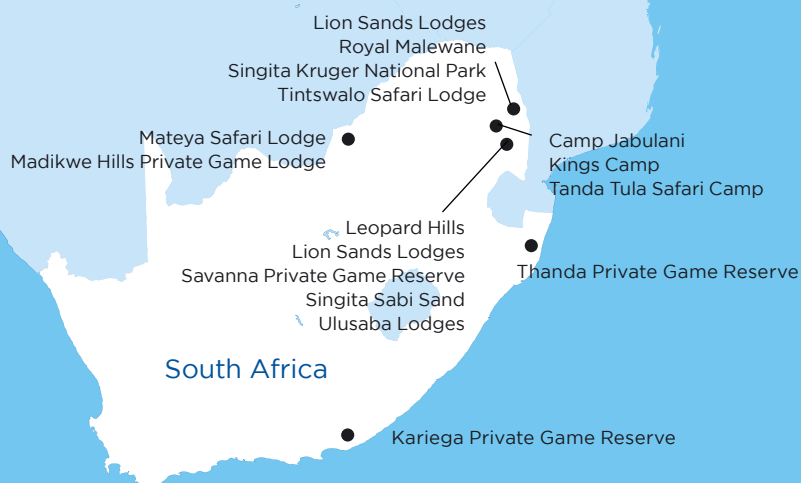 Lion Sands Lodges
Royal Malewane
Singita Kruger National Park
Tintswalo Safari Lodge
Mateya Safari Lodge
Madikwe Hills Private Game Lodge
Camp Jabulani
Kings Camp
Tanda Tula Safari Camp
Leopard Hills
Lion Sands Lodges
Savanna Private Game Reserve
Singita Sabi Sand
Ulusaba Lodges
Thanda Private Game Reserve
South Africa
Kariega Private Game Reserve